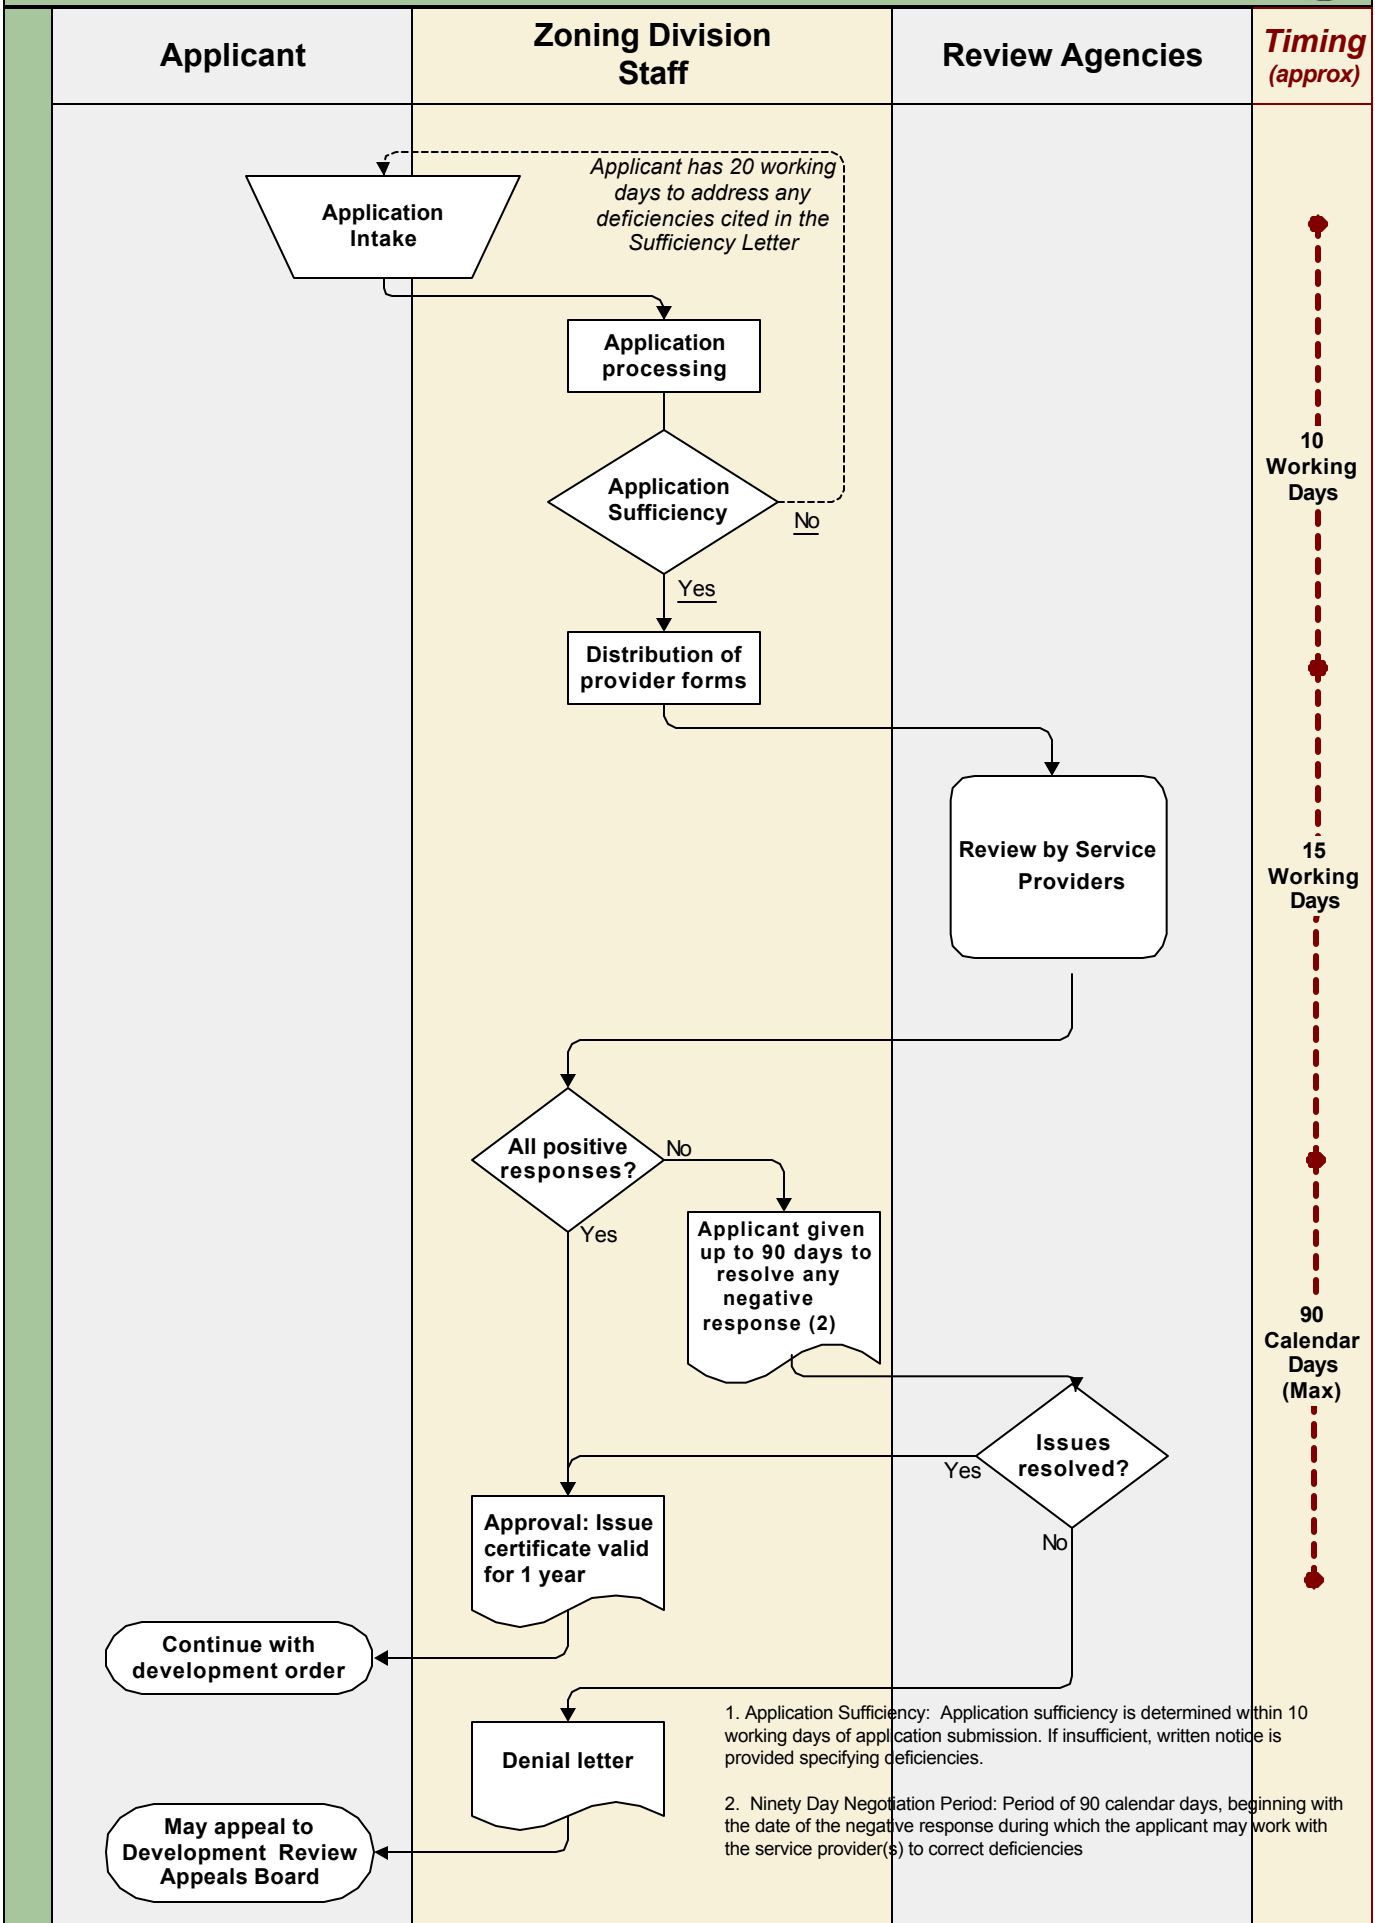 Applicant
Zoning Division
Staff
Review Agencies
Timing
(approx)
Applicant has 20 working
days to address any
deficiencies cited in the
Sufficiency Letter
Application
Intake
Application
processing
10
Working
Days
Application
Sufficiency
No
Yes
Distribution of
provider forms
Review by Service
Providers
15
Working
Days
All positive
responses?
No
Yes
Applicant given
up to 90 days to
resolve any
negative
response (2)
90
Calendar
Days
(Max)
Issues
resolved?
Yes
No
Approval: Issue
certificate valid
for 1 year
Continue with
development order
Denial letter
1. Application Sufficiency: Application sufficiency is determined within 10
working days of application submission. If insufficient, written notice is
provided specifying deficiencies.
2. Ninety Day Negotiation Period: Period of 90 calendar days, beginning with
the date of the negative response during which the applicant may work with
the service provider(s) to correct deficiencies
May appeal to
Development Review
Appeals Board